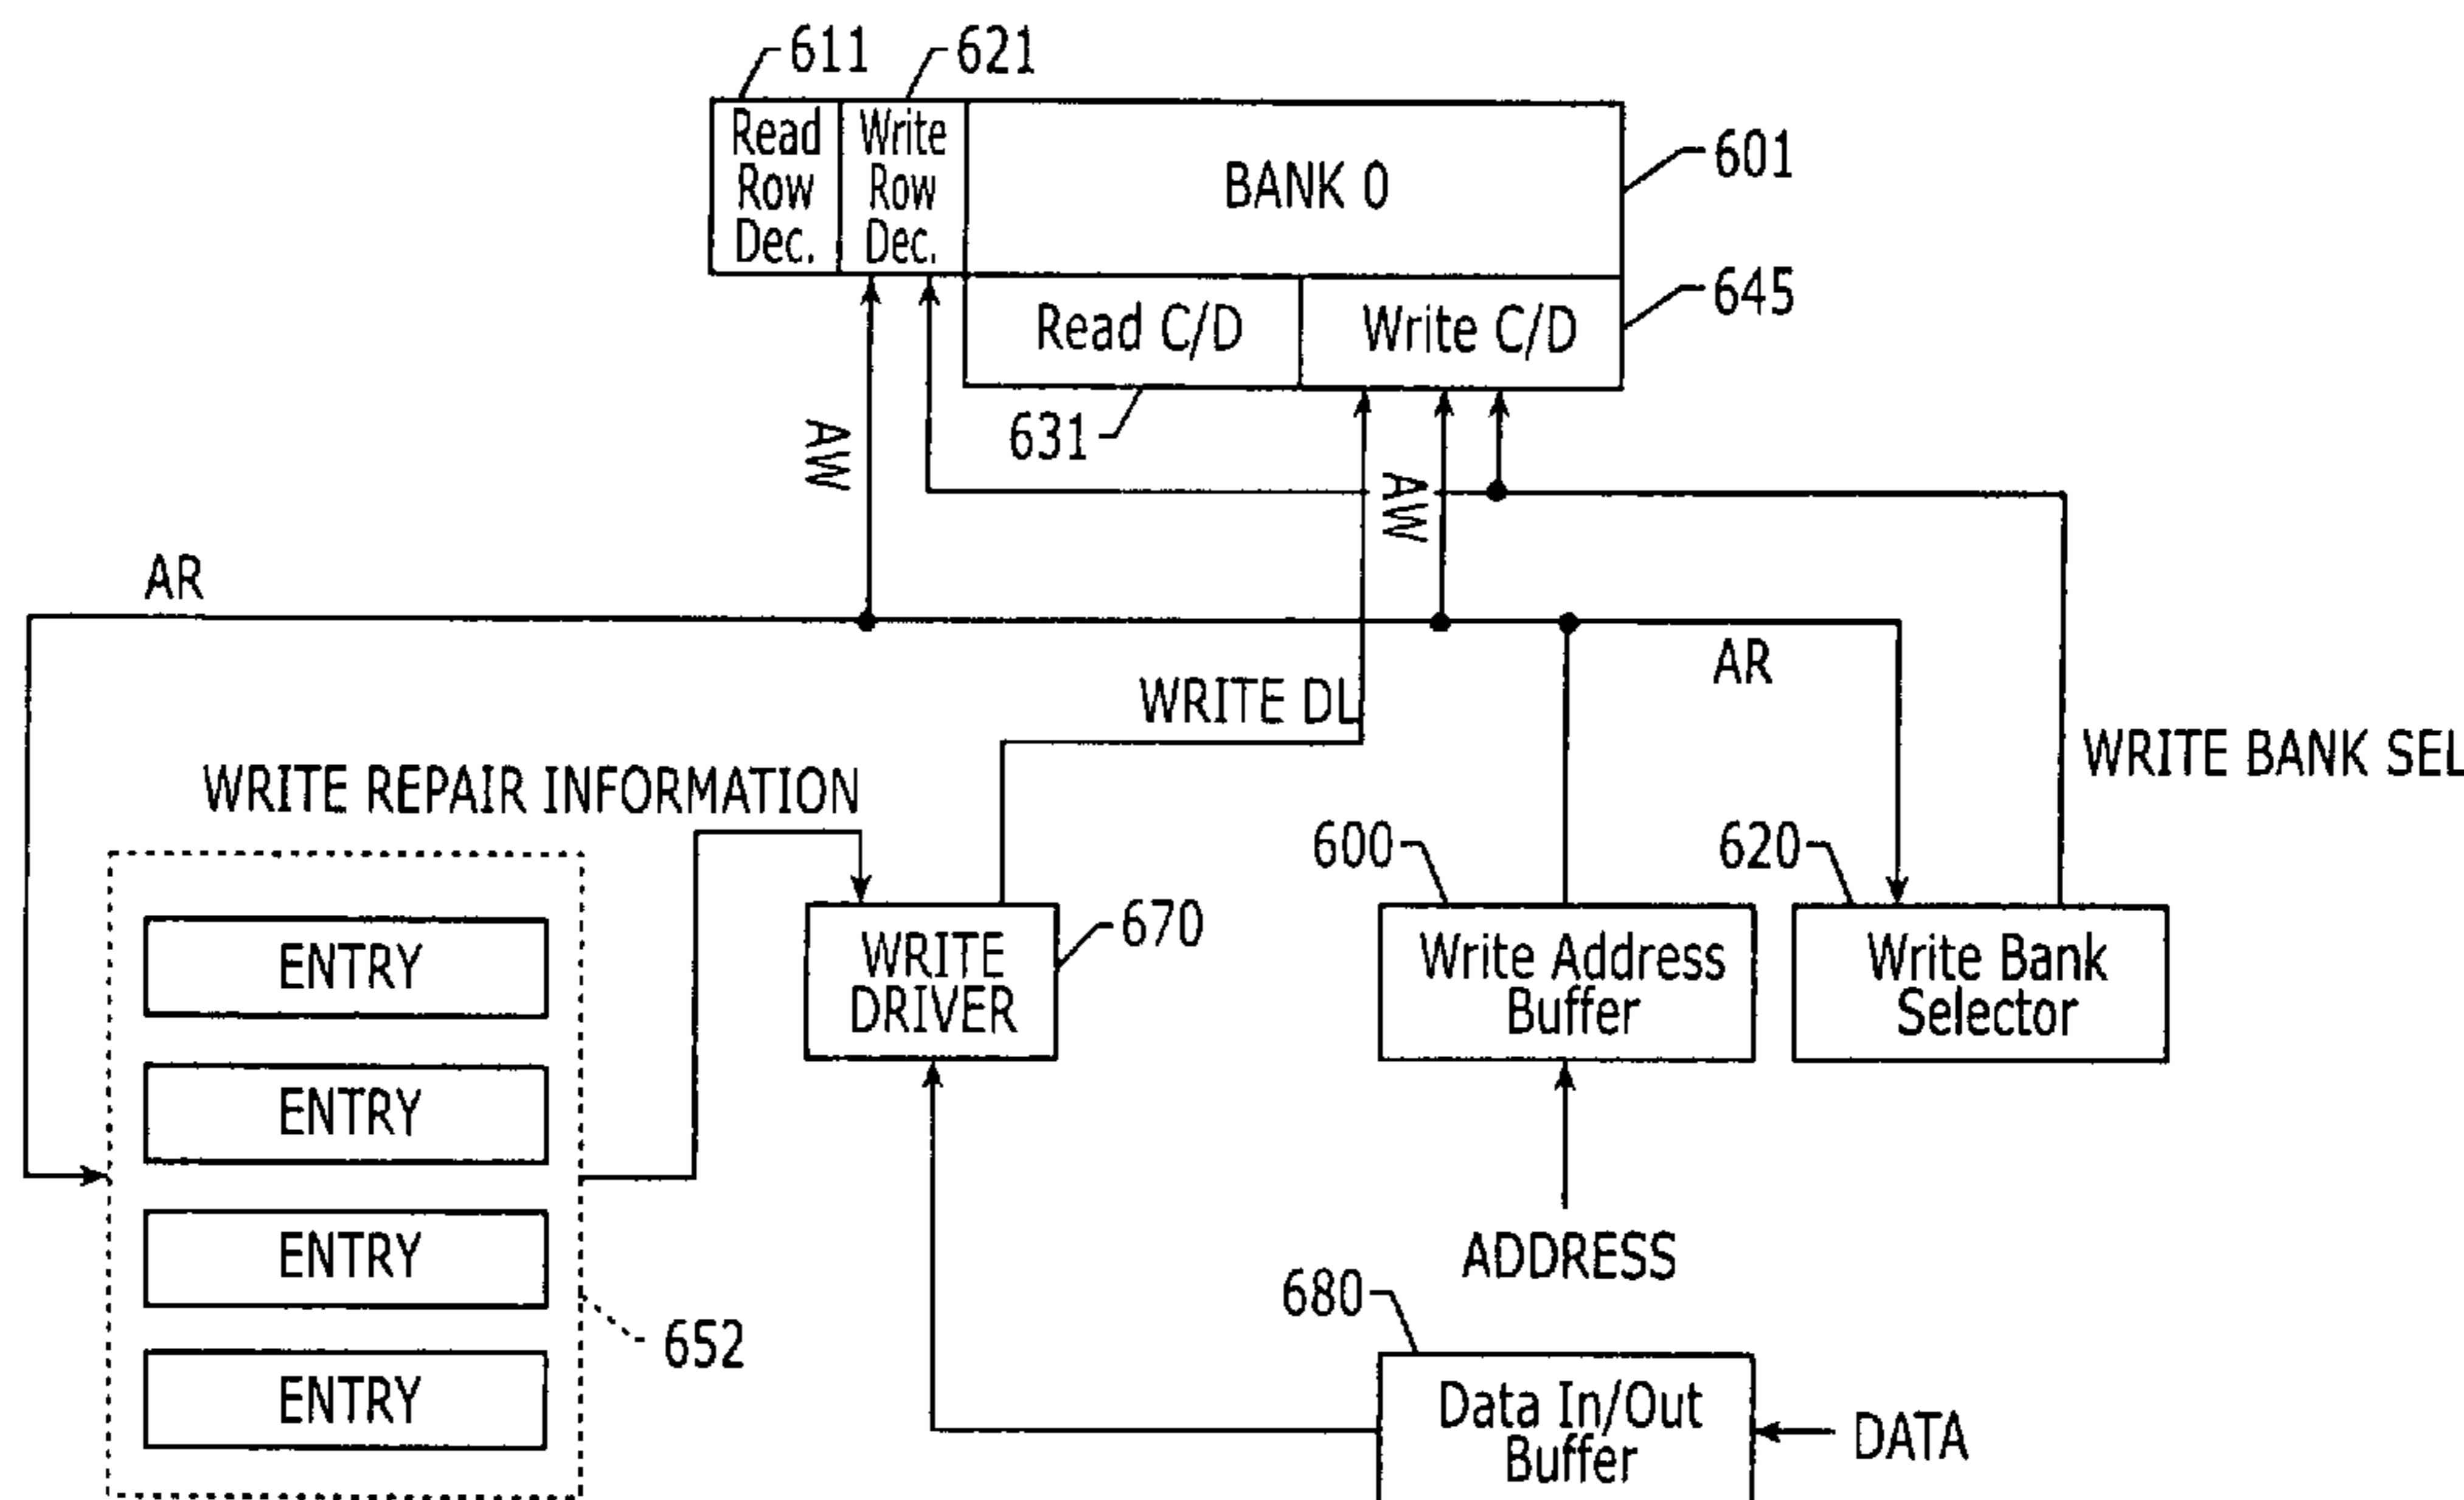 611
621
Read
Row
Dec.
Write
Row
Dec.
BANK 0
601
Read C/D
Write C/D
645
631
AW
AW
AR
AR
WRITE DL
WRITE BANK SEL
WRITE REPAIR INFORMATION
600
620
ENTRY
ENTRY
ENTRY
ENTRY
652
WRITE
DRIVER
670
Write Address
Buffer
Write Bank
Selector
ADDRESS
680
Data In/Out
Buffer
DATA